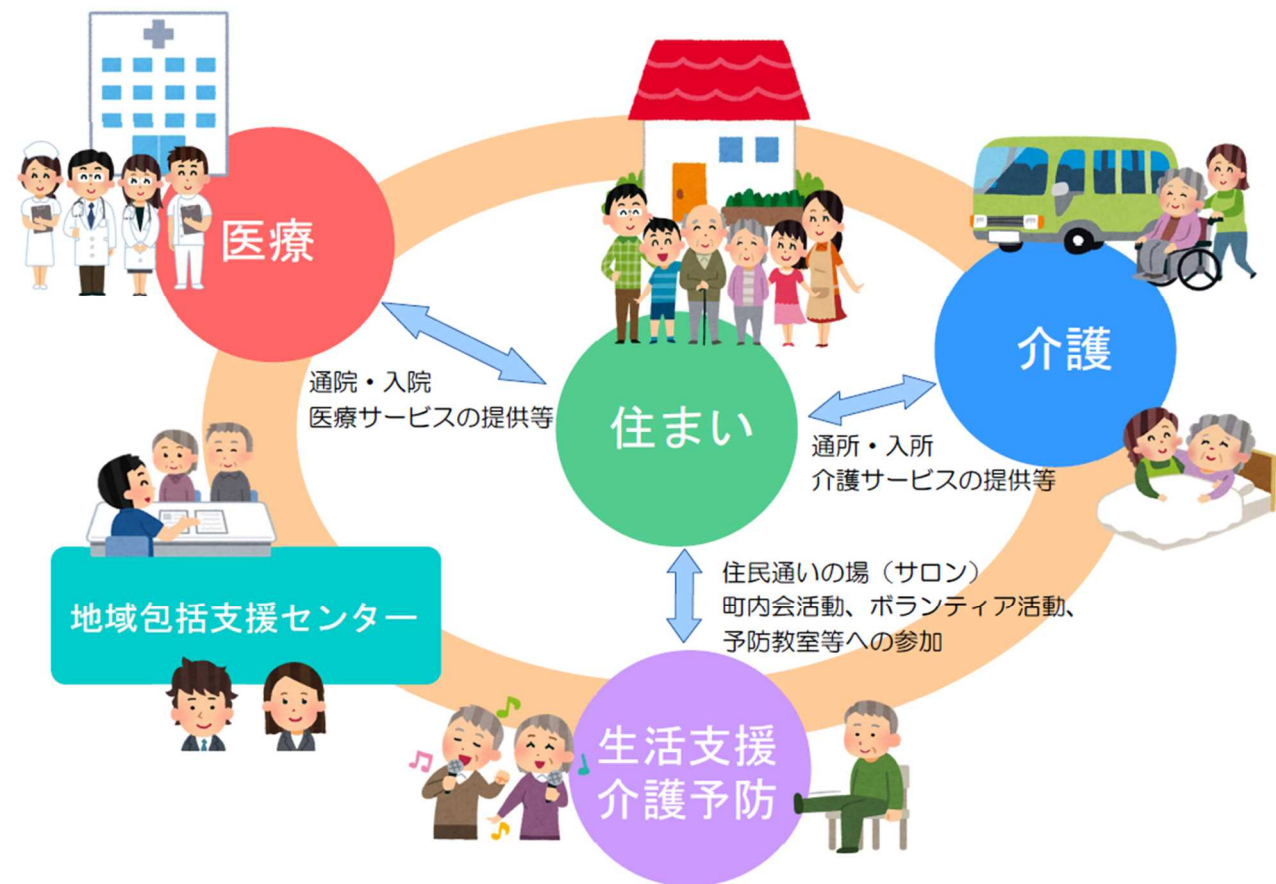 医療
通院・入院
医療サービスの提供等
住まい
介護
通所・入所
介護サービスの提供等
地域包括支援センター
住民通いの場（サロン）
町内会活動、ボランティア活動、
予防教室等への参加
生活支援
介護予防